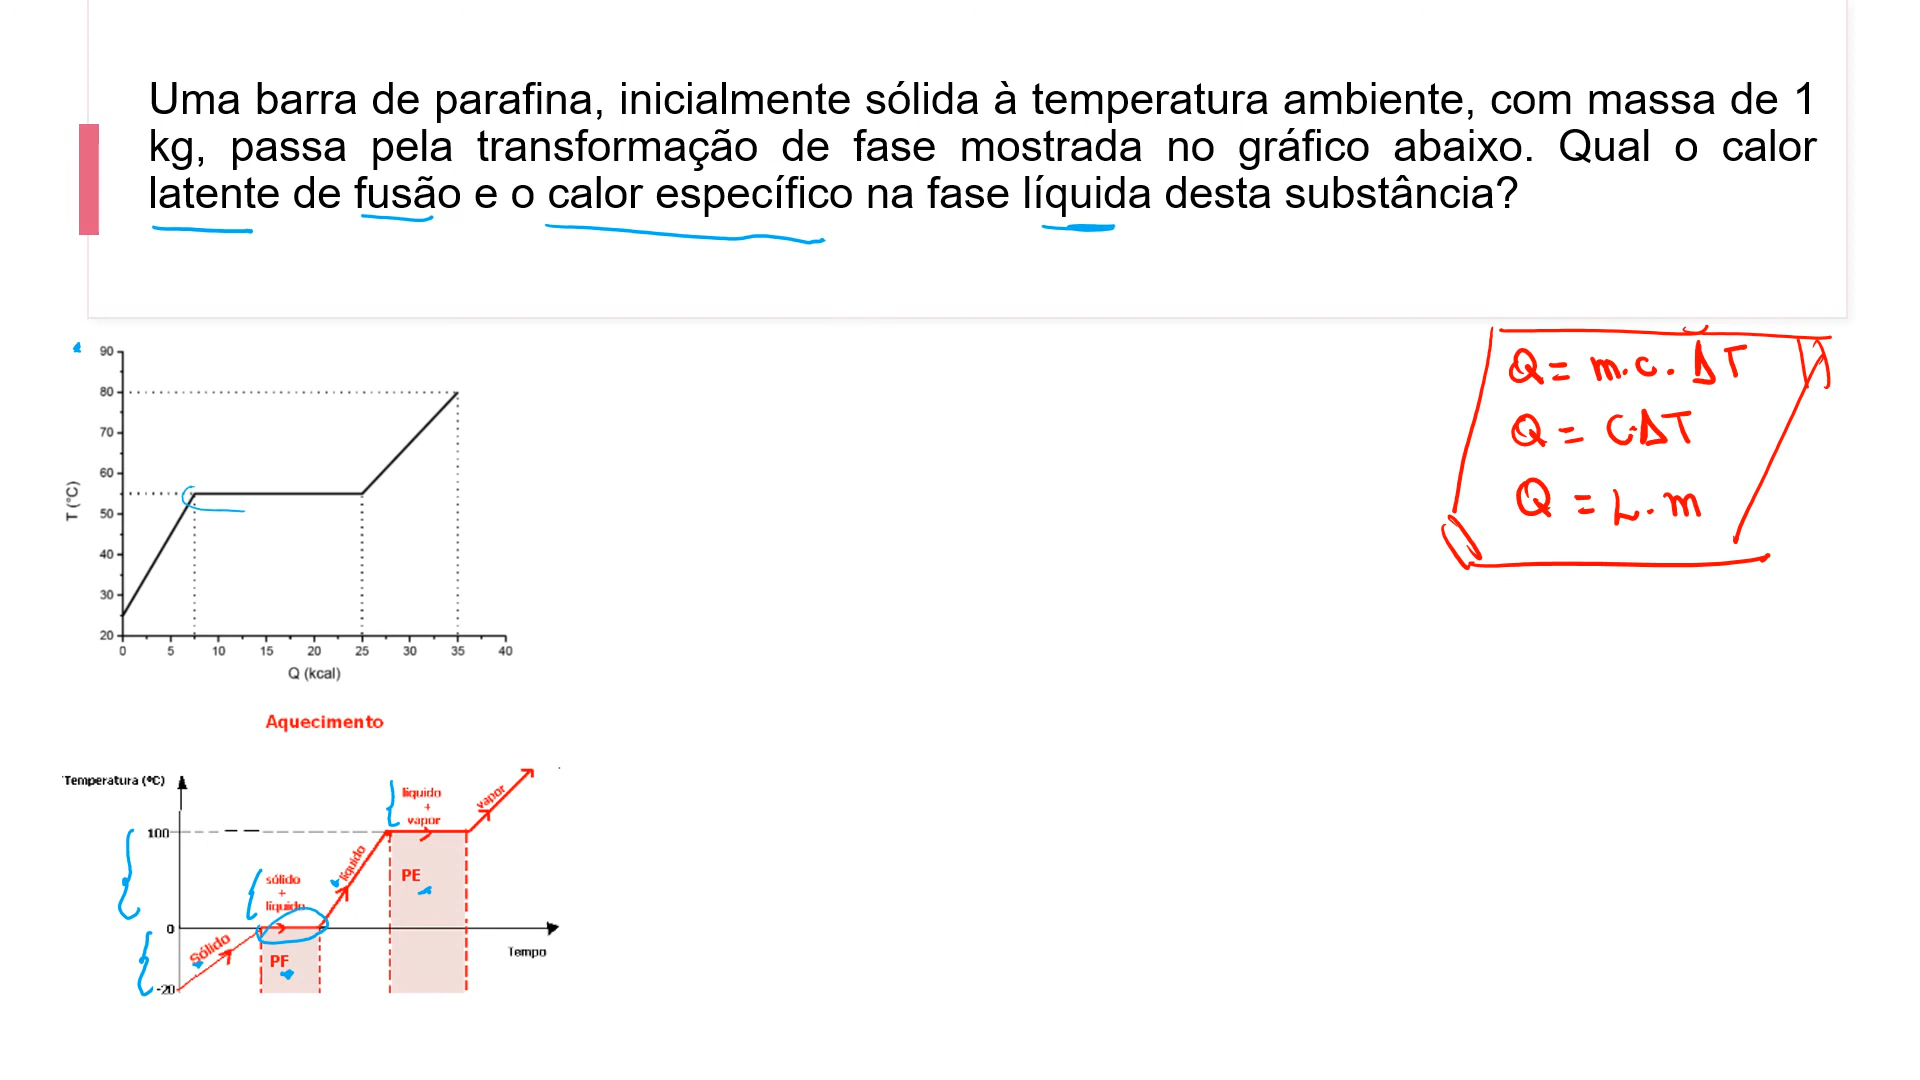 Uma barra de parafina, inicialmente sólida à temperatura ambiente, com massa de 1
kg, passa pela transformação de fase mostrada no gráfico abaixo. Qual o calor
latente de fusão e o calor específico na fase líquida desta substância?
Q = m.c.ΔT
Q = C.ΔT
Q = L.m
90
80
70
60
50
40
30
20
T (°C)
0 5 10 15 20 25 30 35 40
Q (kcal)
Aquecimento
Temperatura (ºC)
líquido
+
vapor
vapor
100
líquido
PE
sólido
+
líquido
0
Sólido
PF
Tempo
-20